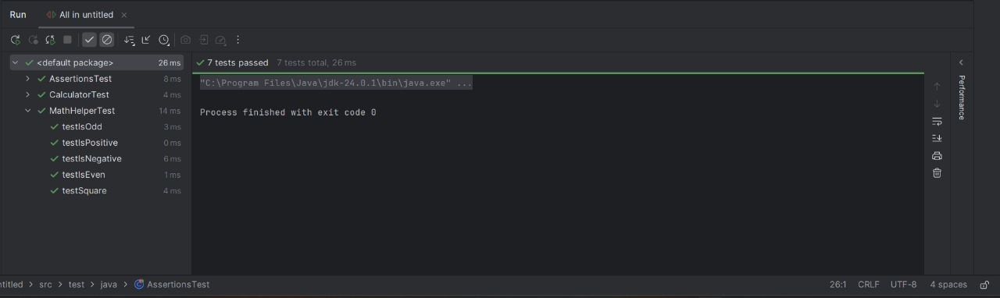 Run All in untitled
<default package> 26 ms
7 tests passed 7 tests total, 26 ms
AssertionsTest 8 ms
"C:\Program Files\Java\jdk-24.0.1\bin\java.exe" ...
CalculatorTest 4 ms
MathHelperTest 14 ms
Process finished with exit code 0
testIsOdd 3 ms
testIsPositive 0 ms
testIsNegative 6 ms
testIsEven 1 ms
testSquare 4 ms
Performance
ntitled > src > test > java > AssertionsTest
26:1 CRLF UTF-8 4 spaces